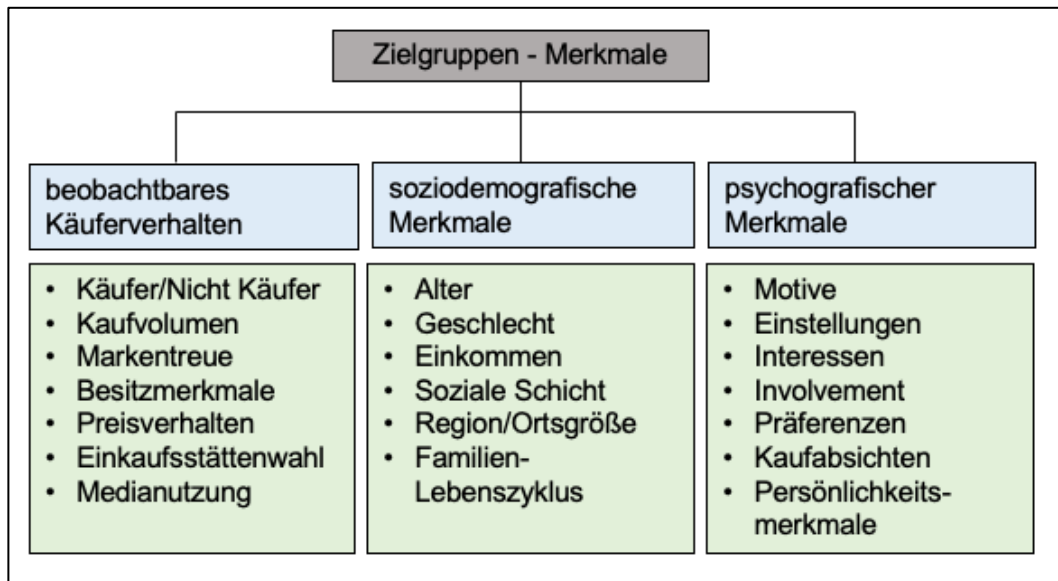 Zielgruppen - Merkmale
beobachtbares
Käuferverhalten
• Käufer/Nicht Käufer
• Kaufvolumen
• Markentreue
• Besitzmerkmale
• Preisverhalten
• Einkaufsstättenwahl
• Medianutzung
soziodemografische
Merkmale
• Alter
• Geschlecht
• Einkommen
• Soziale Schicht
• Region/Ortsgröße
• Familien-
Lebenszyklus
psychografischer
Merkmale
• Motive
• Einstellungen
• Interessen
• Involvement
• Präferenzen
• Kaufabsichten
• Persönlichkeits-
merkmale